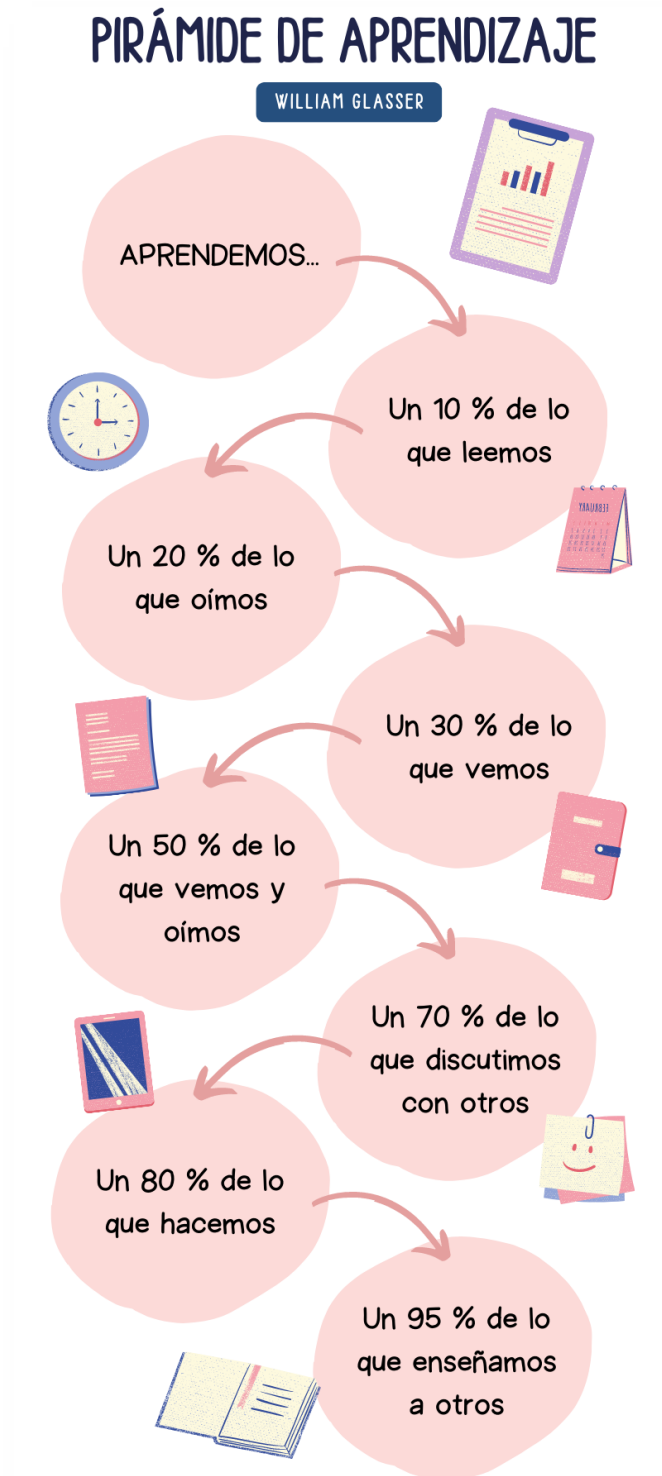 PIRÁMIDE DE APRENDIZAJE
WILLIAM GLASSER
APRENDEMOS...
Un 10 % de lo
que leemos
Un 20 % de lo
que oímos
FEBRUARY
Un 30 % de lo
que vemos
Un 50 % de lo
que vemos y
oímos
Un 70 % de lo
que discutimos
con otros
Un 80 % de lo
que hacemos
Un 95 % de lo
que enseñamos
a otros